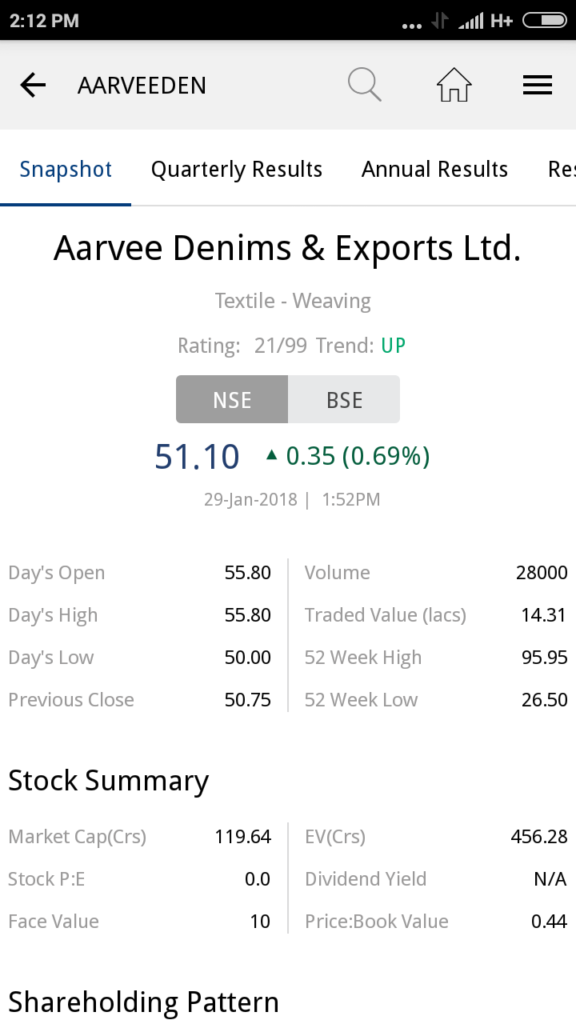 2:12 PM ... H+
AARVEEDEN
Snapshot Quarterly Results Annual Results Res
Aarvee Denims & Exports Ltd.
Textile - Weaving
Rating: 21/99 Trend: UP
NSE BSE
51.10 ▲ 0.35 (0.69%)
29-Jan-2018 | 1:52PM
Day's Open 55.80 Volume 28000
Day's High 55.80 Traded Value (lacs) 14.31
Day's Low 50.00 52 Week High 95.95
Previous Close 50.75 52 Week Low 26.50
Stock Summary
Market Cap(Crs) 119.64 EV(Crs) 456.28
Stock P:E 0.0 Dividend Yield N/A
Face Value 10 Price:Book Value 0.44
Shareholding Pattern